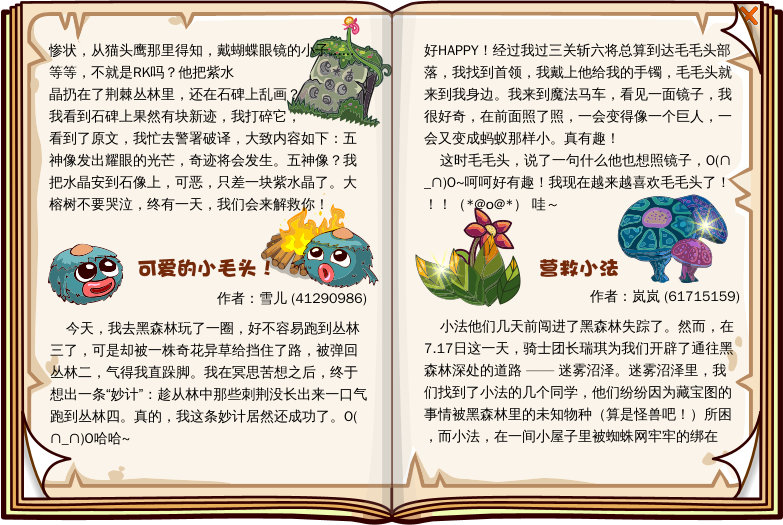 惨状，从猫头鹰那里得知，戴蝴蝶眼镜的小子……
等等，不就是RK吗？他把紫水
晶扔在了荆棘丛林里，还在石碑上乱画？
我看到石碑上果然有块新迹，我打碎它，
看到了原文，我忙去警署破译，大致内容如下：五
神像发出耀眼的光芒，奇迹将会发生。五神像？我
把水晶安到石像上，可恶，只差一块紫水晶了。大
榕树不要哭泣，终有一天，我们会来解救你！
可爱的小毛头！
作者：雪儿 (41290986)
今天，我去黑森林玩了一圈，好不容易跑到丛林
三了，可是却被一株奇花异草给挡住了路，被弹回
丛林二，气得我直跺脚。我在冥思苦想之后，终于
想出一条“妙计”：趁从林中那些刺荆没长出来一口气
跑到丛林四。真的，我这条妙计居然还成功了。O(
∩_∩)O哈哈~
好HAPPY！经过我过三关斩六将总算到达毛毛头部
落，我找到首领，我戴上他给我的手镯，毛毛头就
来到我身边。我来到魔法马车，看见一面镜子，我
很好奇，在前面照了照，一会变得像一个巨人，一
会又变成蚂蚁那样小。真有趣！
这时毛毛头，说了一句什么他也想照镜子，O(∩
_∩)O~呵呵好有趣！我现在越来越喜欢毛毛头了！
！！（*@o@*） 哇～
营救小法
作者：岚岚 (61715159)
小法他们几天前闯进了黑森林失踪了。然而，在
7.17日这一天，骑士团长瑞琪为我们开辟了通往黑
森林深处的道路 —— 迷雾沼泽。迷雾沼泽里，我
们找到了小法的几个同学，他们纷纷因为藏宝图的
事情被黑森林里的未知物种（算是怪兽吧！）所困
，而小法，在一间小屋子里被蜘蛛网牢牢的绑在